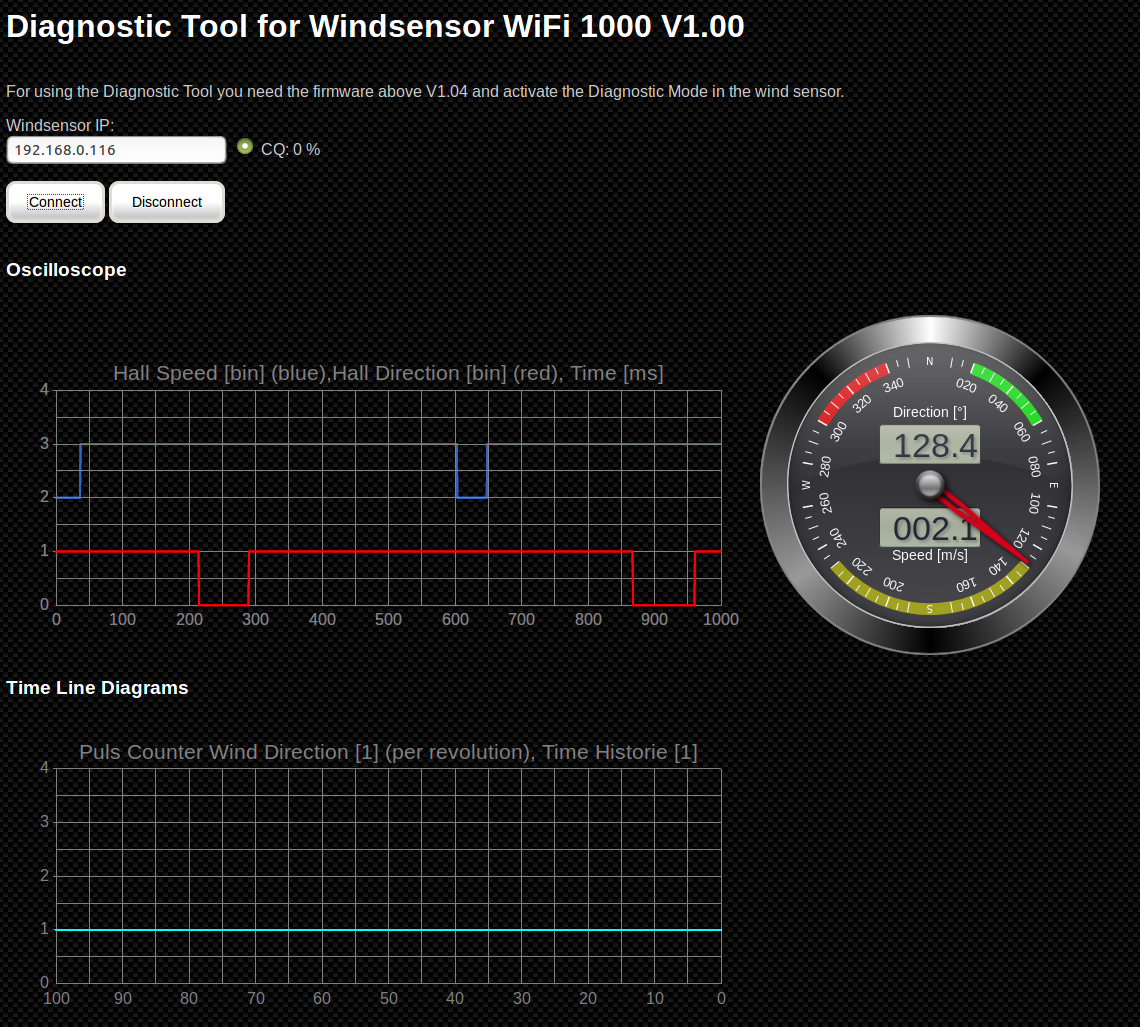 Diagnostic Tool for Windsensor WiFi 1000 V1.00
For using the Diagnostic Tool you need the firmware above V1.04 and activate the Diagnostic Mode in the wind sensor.
Windsensor IP:
192.168.0.116 CQ: 0 %
Connect Disconnect
Oscilloscope
Hall Speed [bin] (blue),Hall Direction [bin] (red), Time [ms]
4
3
2
1
0
0 100 200 300 400 500 600 700 800 900 1000
N
020
040
060
080
E
100
120
140
160
S
200
220
240
260
W
280
300
320
340
Direction [°]
128.4
002.1
Speed [m/s]
Time Line Diagrams
Puls Counter Wind Direction [1] (per revolution), Time Historie [1]
4
3
2
1
0
100 90 80 70 60 50 40 30 20 10 0